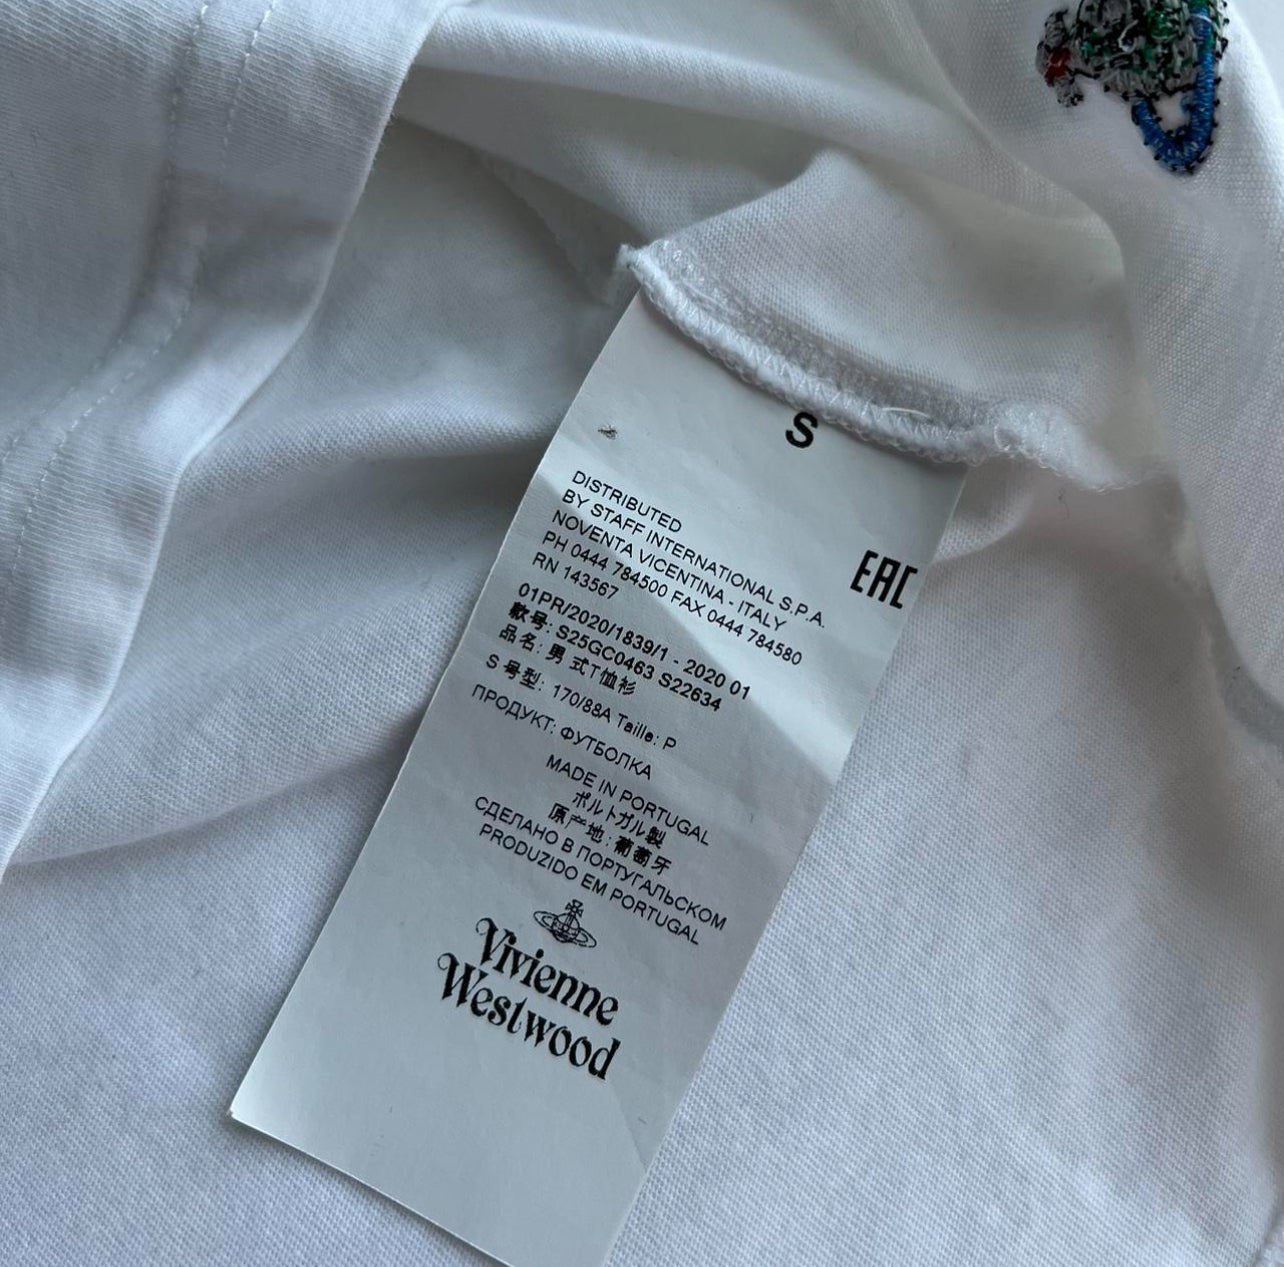 S
DISTRIBUTED
BY STAFF INTERNATIONAL S.P.A.
NOVENTA VICENTINA - ITALY
PH 0444 784500 FAX 0444 784580
RN 143567
EAC
01PR/2020/1839/1 - 2020 01
款号: S25GC0463 S22634
品名: 男 式T恤衫
S 号型: 170/88A Taille: P
ПРОДУКТ: ФУТБОЛКА
MADE IN PORTUGAL
ポルトガル製
原产地: 葡萄牙
СДЕЛАНО В ПОРТУГАЛЬСКОМ
PRODUZIDO EM PORTUGAL
Vivienne
Westwood